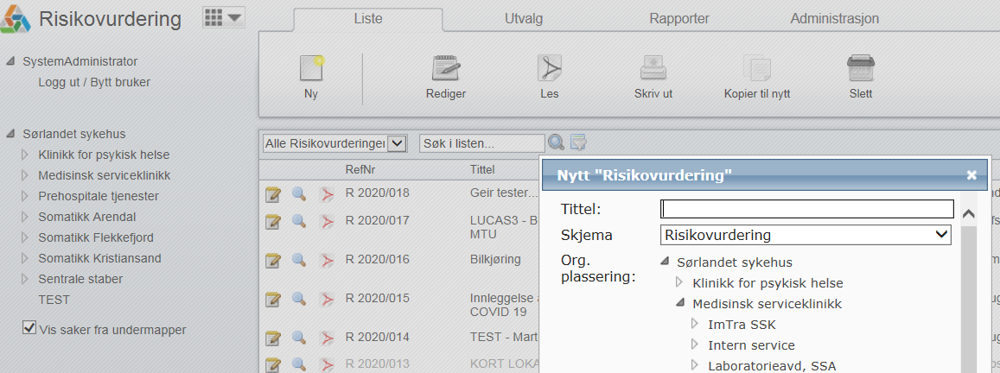 Risikovurdering
Liste
Utvalg
Rapporter
Administrasjon
SystemAdministrator
Logg ut / Bytt bruker
Ny
Rediger
Les
Skriv ut
Kopier til nytt
Slett
Sørlandet sykehus
Klinikk for psykisk helse
Medisinsk serviceklinikk
Prehospitale tjenester
Somatikk Arendal
Somatikk Flekkefjord
Somatikk Kristiansand
Sentrale staber
TEST
Vis saker fra undermapper
Alle Risikovurderinger
Søk i listen...
RefNr
Tittel
R 2020/018
Geir tester...
R 2020/017
LUCAS3 - B
MTU
R 2020/016
Bilkjøring
R 2020/015
Innleggelse
COVID 19
R 2020/014
TEST - Mart
R 2020/013
KORT LOKA
Nytt "Risikovurdering"
Tittel:
Skjema
Risikovurdering
Org.
plassering:
Sørlandet sykehus
Klinikk for psykisk helse
Medisinsk serviceklinikk
ImTra SSK
Intern service
Laboratorieavd, SSA